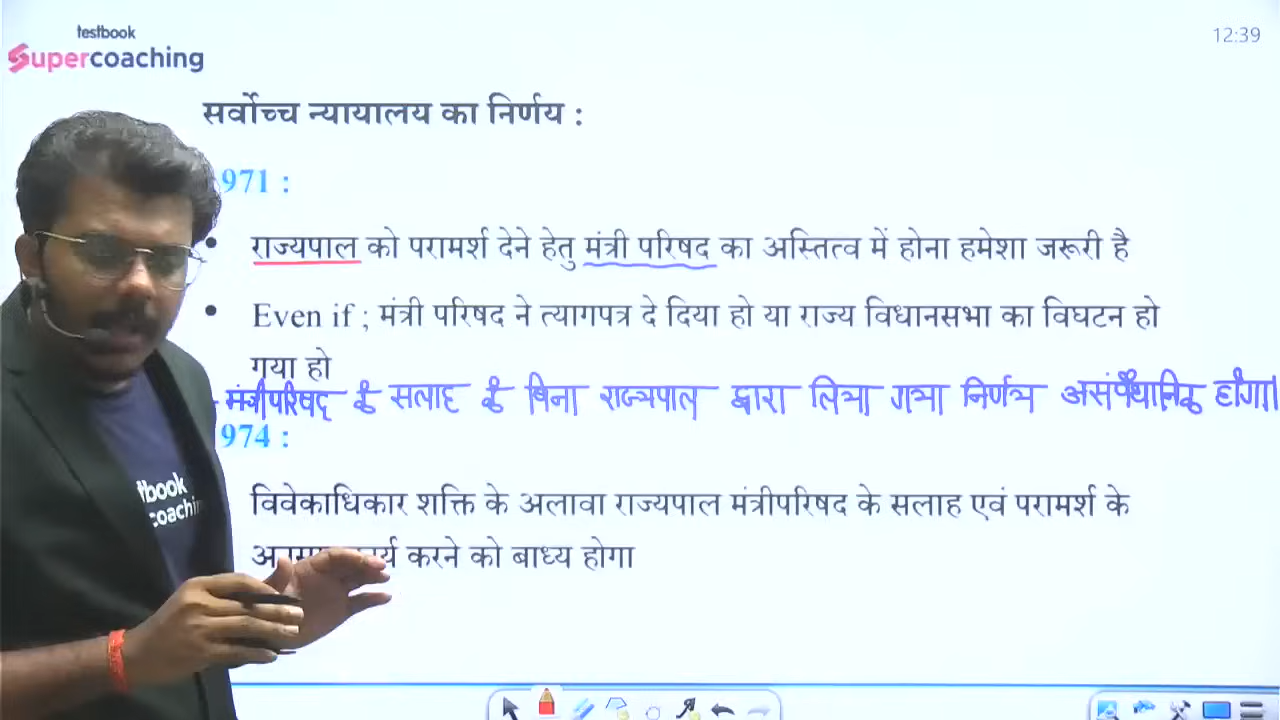 testbook
Supercoaching
12:39
सर्वोच्च न्यायालय का निर्णय :
971 :
• राज्यपाल को परामर्श देने हेतु मंत्री परिषद का अस्तित्व में होना हमेशा जरूरी है
• Even if ; मंत्री परिषद ने त्यागपत्र दे दिया हो या राज्य विधानसभा का विघटन हो
गया हो
- मंत्रीपरिषद के सलाह के बिना राज्यपाल द्वारा लिया गया निर्णय असंवैधानिक होगा।
974 :
विवेकाधिकार शक्ति के अलावा राज्यपाल मंत्रीपरिषद के सलाह एवं परामर्श के
करने को बाध्य होगा